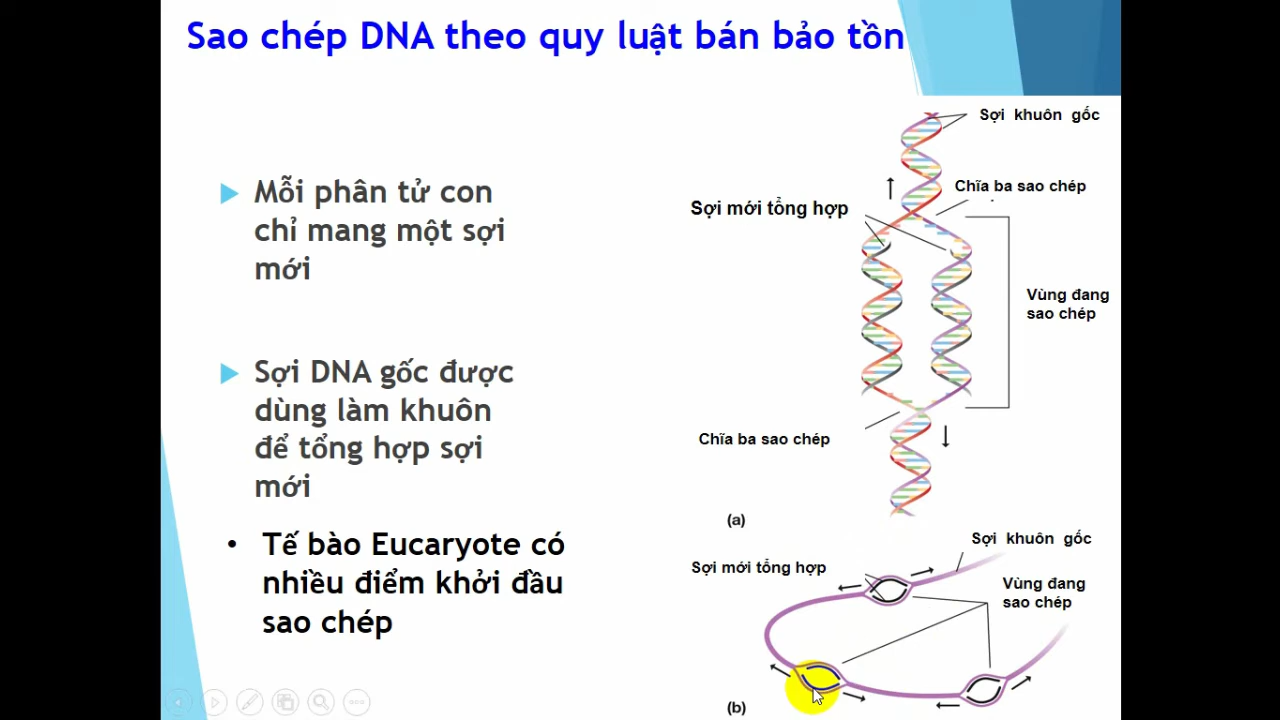 Sao chép DNA theo quy luật bán bảo tồn
Mỗi phân tử con
chỉ mang một sợi
mới
Sợi DNA gốc được
dùng làm khuôn
để tổng hợp sợi
mới
Tế bào Eucaryote có
nhiều điểm khởi đầu
sao chép
Sợi khuôn gốc
Chĩa ba sao chép
Sợi mới tổng hợp
Vùng đang
sao chép
Chĩa ba sao chép
(a)
Sợi khuôn gốc
Sợi mới tổng hợp
Vùng đang
sao chép
(b)